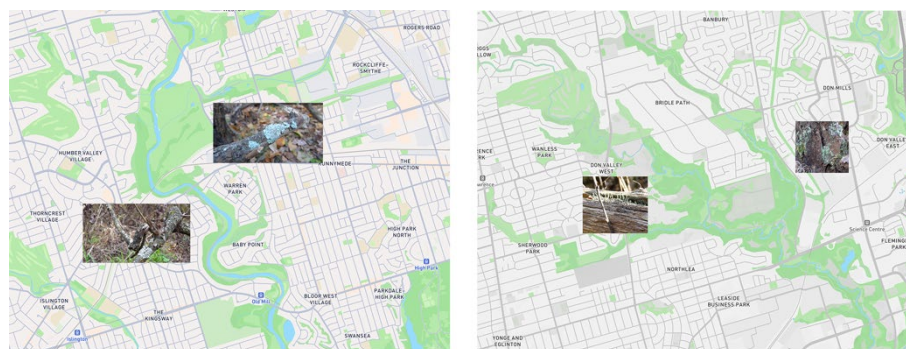 ROGERS ROAD
ROCKCLIFFE-
SMYTHE
HUMBER VALLEY
VILLAGE
THE
JUNCTION
WARREN
PARK
THORNCREST
VILLAGE
BABY POINT
HIGH PARK
NORTH
High Park
ISLINGTON
VILLAGE
Old Mill
BLOOR WEST
VILLAGE
PARKDALE-
HIGH PARK
THE
KINGSWAY
SWANSEA
Islington
BANBURY
BRIDLE PATH
DON MILLS
WANLESS
PARK
DON VALLEY
WEST
DON VALLEY
EAST
SHERWOOD
PARK
Science Centre
NORTHLEA
LEASIDE
BUSINESS PARK
YONGE AND
EGLINTON